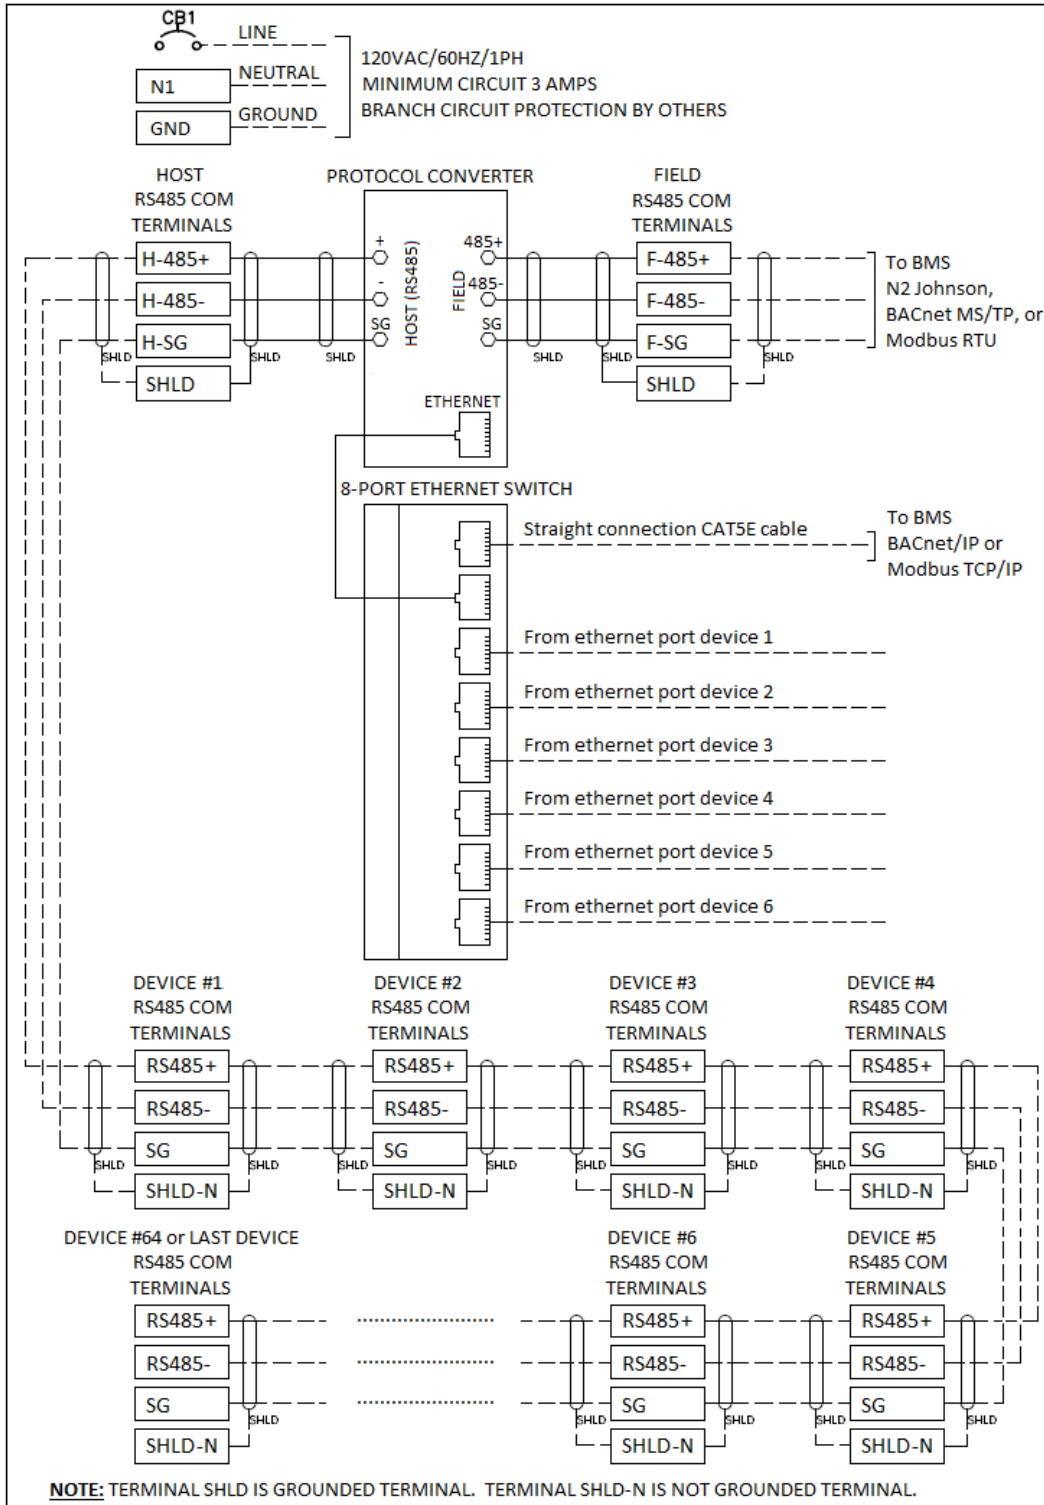 CB1
LINE
N1
NEUTRAL
GND
GROUND
120VAC/60HZ/1PH
MINIMUM CIRCUIT 3 AMPS
BRANCH CIRCUIT PROTECTION BY OTHERS
HOST
RS485 COM
TERMINALS
H-485+
H-485-
H-SG
SHLD
SHLD
SHLD
SHLD
PROTOCOL CONVERTER
+
-
SG
HOST (RS485)
FIELD
485+
485-
SG
ETHERNET
FIELD
RS485 COM
TERMINALS
F-485+
F-485-
F-SG
SHLD
SHLD
SHLD
SHLD
To BMS
N2 Johnson,
BACnet MS/TP, or
Modbus RTU
8-PORT ETHERNET SWITCH
Straight connection CAT5E cable
To BMS
BACnet/IP or
Modbus TCP/IP
From ethernet port device 1
From ethernet port device 2
From ethernet port device 3
From ethernet port device 4
From ethernet port device 5
From ethernet port device 6
DEVICE #1
RS485 COM
TERMINALS
RS485+
RS485-
SG
SHLD-N
SHLD
SHLD
DEVICE #2
RS485 COM
TERMINALS
RS485+
RS485-
SG
SHLD-N
SHLD
SHLD
DEVICE #3
RS485 COM
TERMINALS
RS485+
RS485-
SG
SHLD-N
SHLD
SHLD
DEVICE #4
RS485 COM
TERMINALS
RS485+
RS485-
SG
SHLD-N
SHLD
SHLD
DEVICE #64 or LAST DEVICE
RS485 COM
TERMINALS
RS485+
RS485-
SG
SHLD-N
SHLD
DEVICE #6
RS485 COM
TERMINALS
RS485+
RS485-
SG
SHLD-N
SHLD
SHLD
DEVICE #5
RS485 COM
TERMINALS
RS485+
RS485-
SG
SHLD-N
SHLD
SHLD
NOTE: TERMINAL SHLD IS GROUNDED TERMINAL. TERMINAL SHLD-N IS NOT GROUNDED TERMINAL.